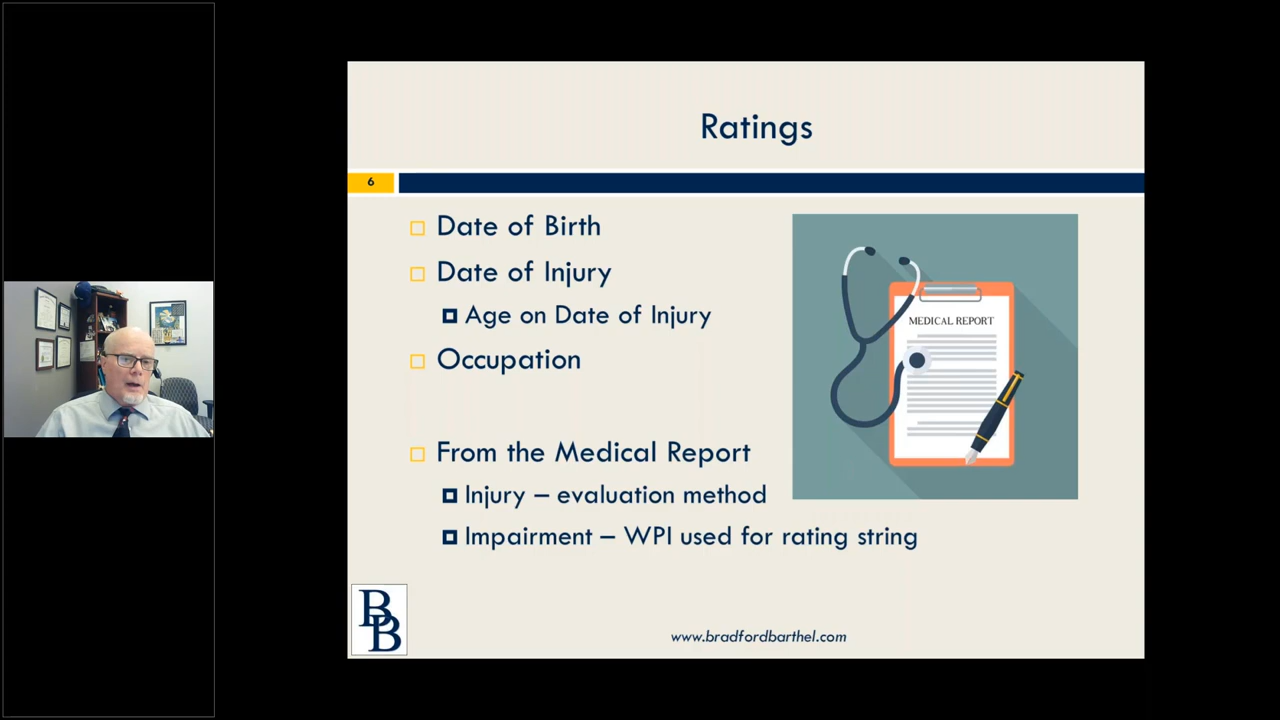 Ratings
6
Date of Birth
Date of Injury
Age on Date of Injury
Occupation
MEDICAL REPORT
From the Medical Report
Injury – evaluation method
Impairment – WPI used for rating string
BB
www.bradfordbarthel.com